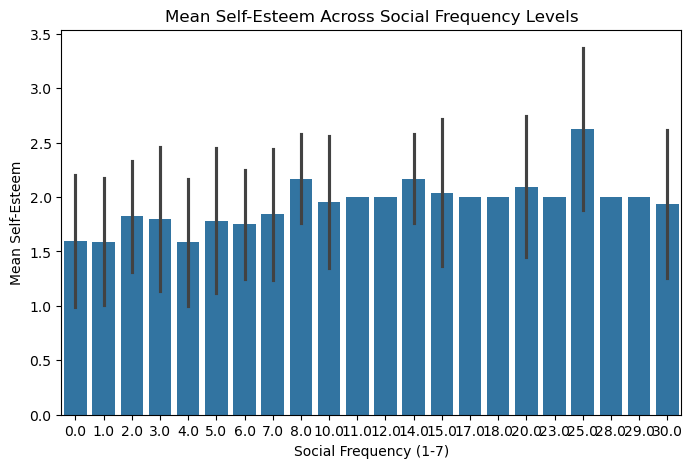 Mean Self-Esteem Across Social Frequency Levels
3.5
3.0
2.5
2.0
1.5
1.0
0.5
0.0
Mean Self-Esteem
0.0 1.0 2.0 3.0 4.0 5.0 6.0 7.0 8.0 10.0 11.0 12.0 14.0 15.0 17.0 18.0 20.0 23.0 25.0 28.0 29.0 30.0
Social Frequency (1-7)